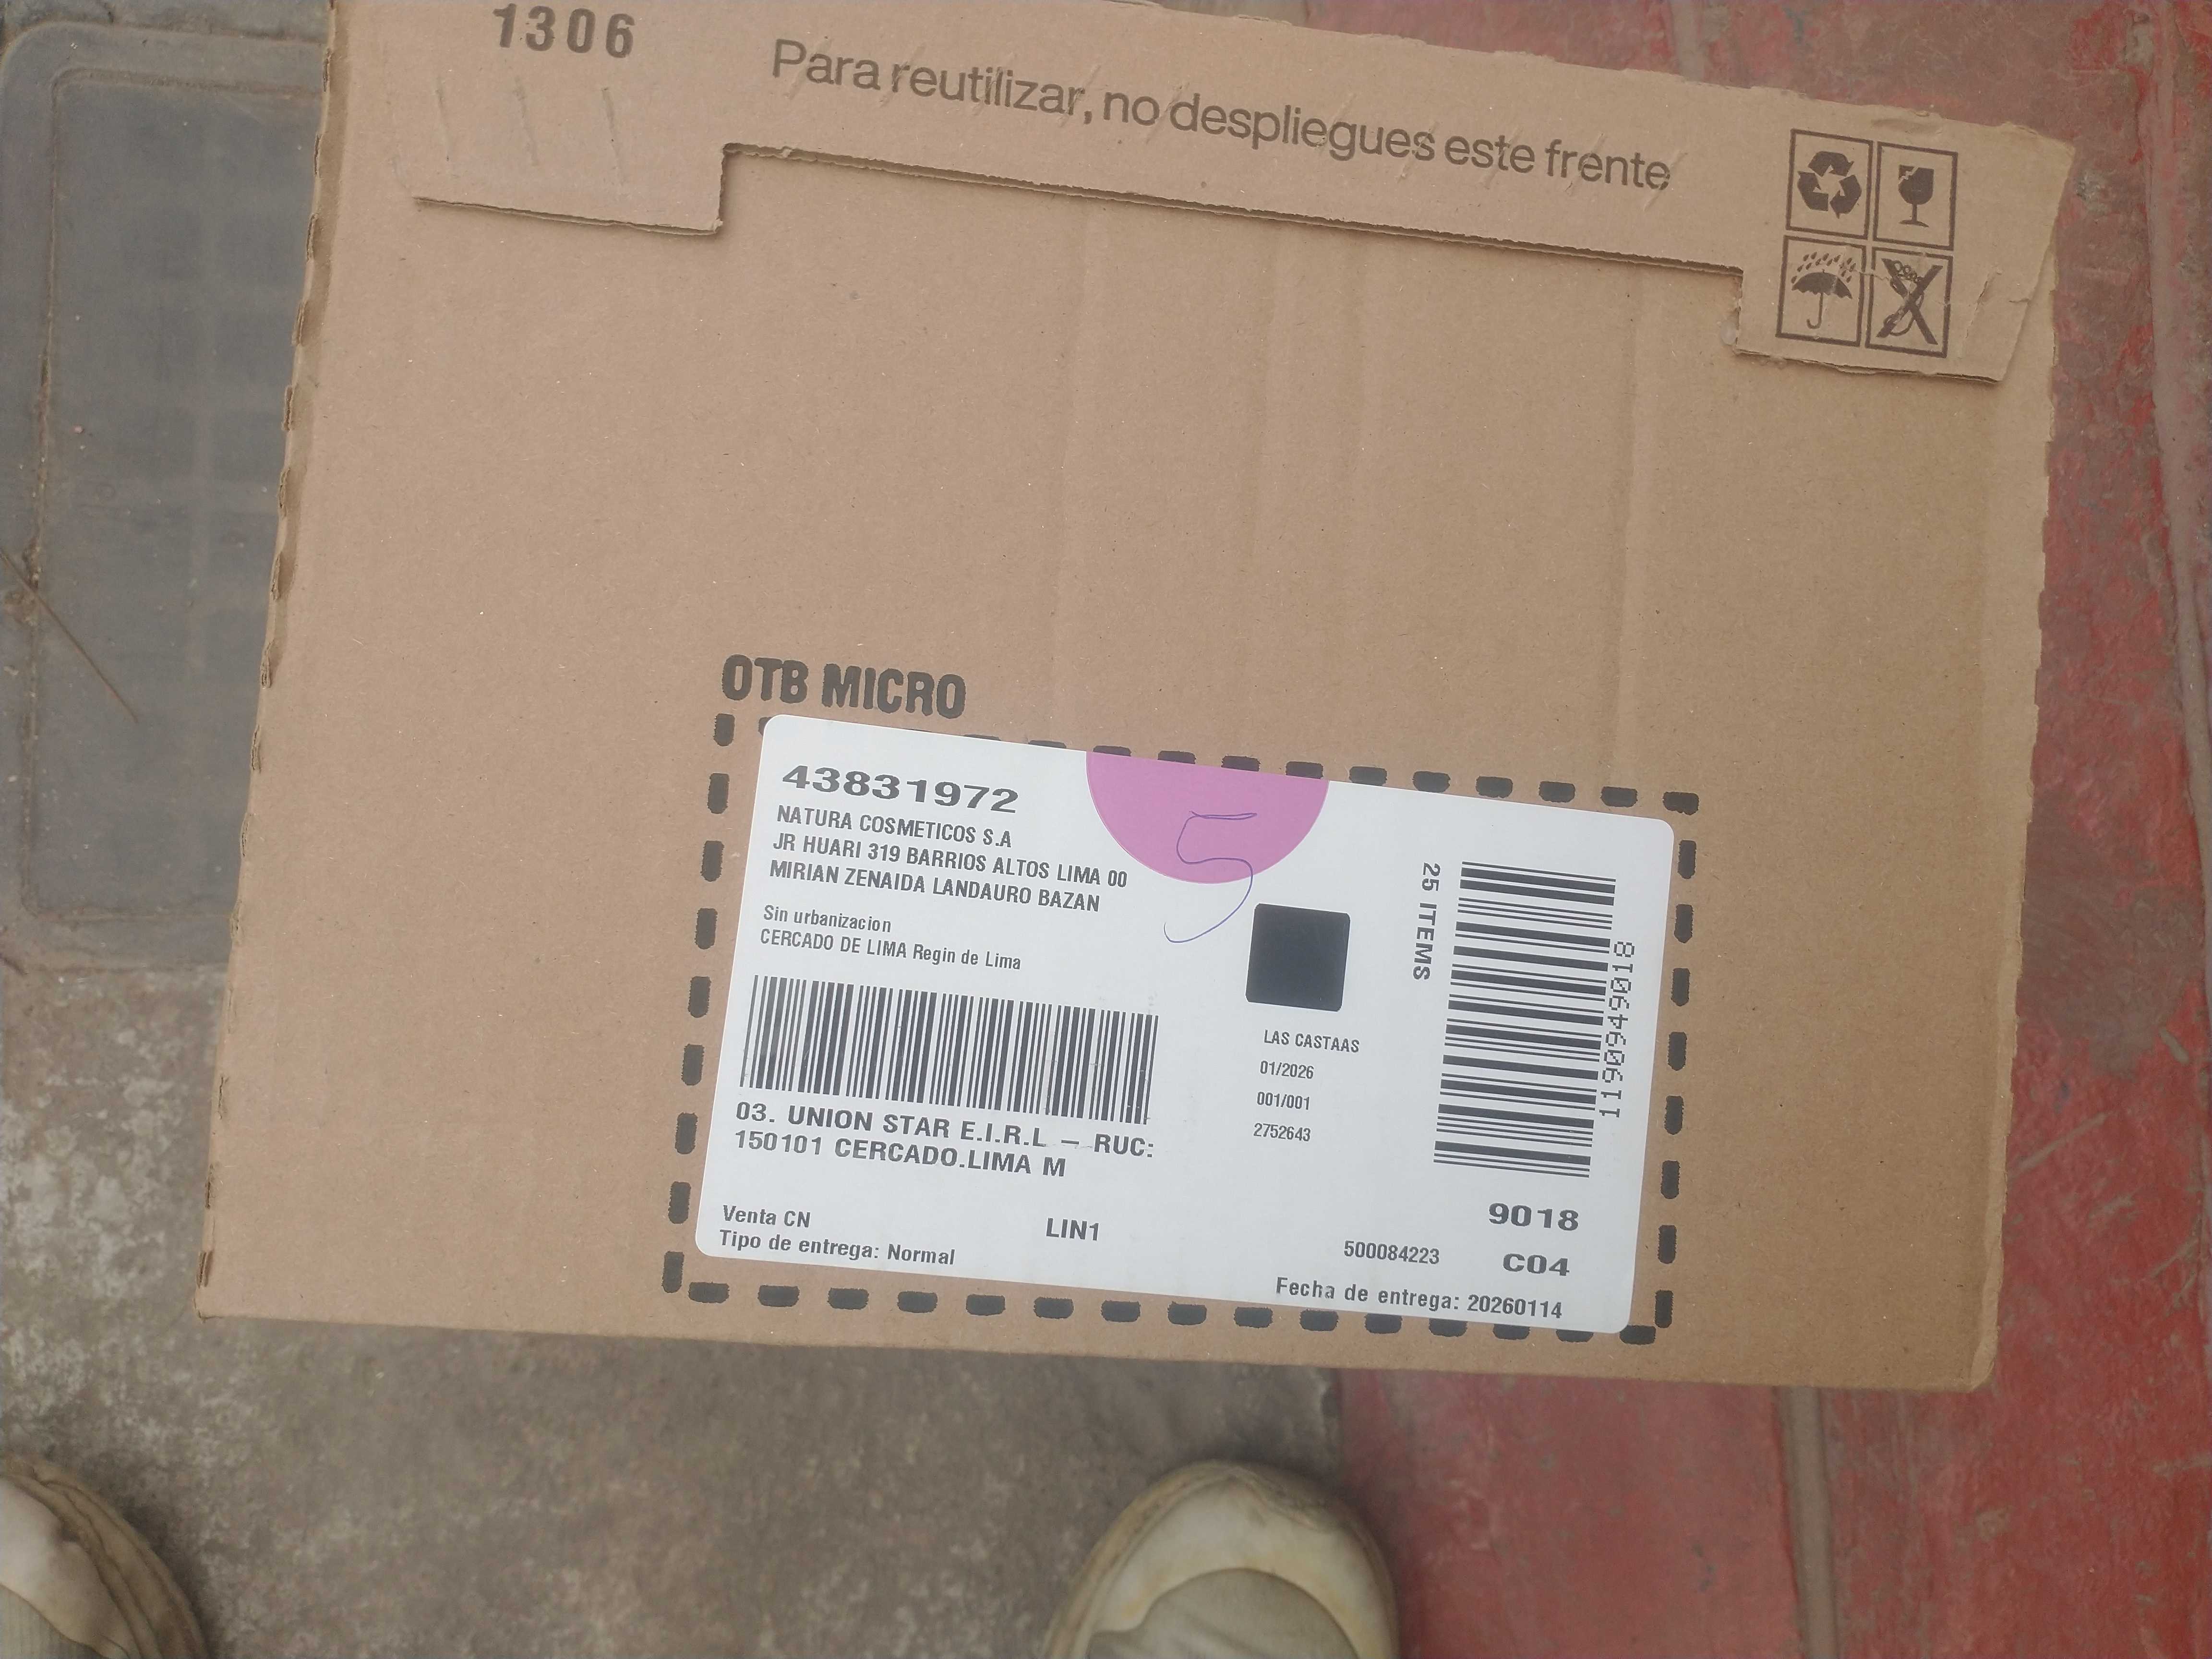 1306
Para reutilizar, no despliegues este frente
OTB MICRO
43831972
NATURA COSMETICOS S.A
JR HUARI 319 BARRIOS ALTOS LIMA 00
MIRIAN ZENAIDA LANDAURO BAZAN
Sin urbanizacion
CERCADO DE LIMA Regin de Lima
5
25 ITEMS
119094949018
LAS CASTAAS
01/2026
001/001
2752643
03. UNION STAR E.I.R.L – RUC:
150101 CERCADO.LIMA M
Venta CN
Tipo de entrega: Normal
LIN1
9018
500084223
C04
Fecha de entrega: 20260114